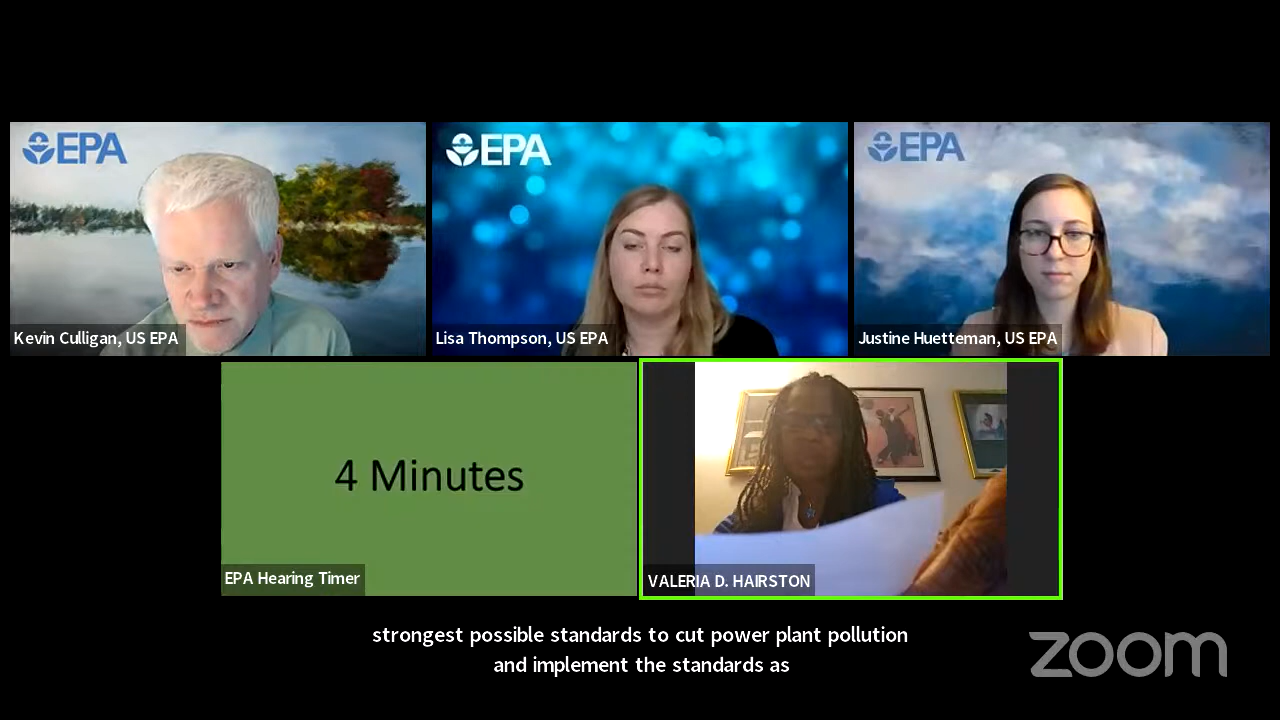 EPA
EPA
EPA
Kevin Culligan, US EPA
Lisa Thompson, US EPA
Justine Huetteman, US EPA
4 Minutes
EPA Hearing Timer
VALERIA D. HAIRSTON
strongest possible standards to cut power plant pollution
and implement the standards as
zoom